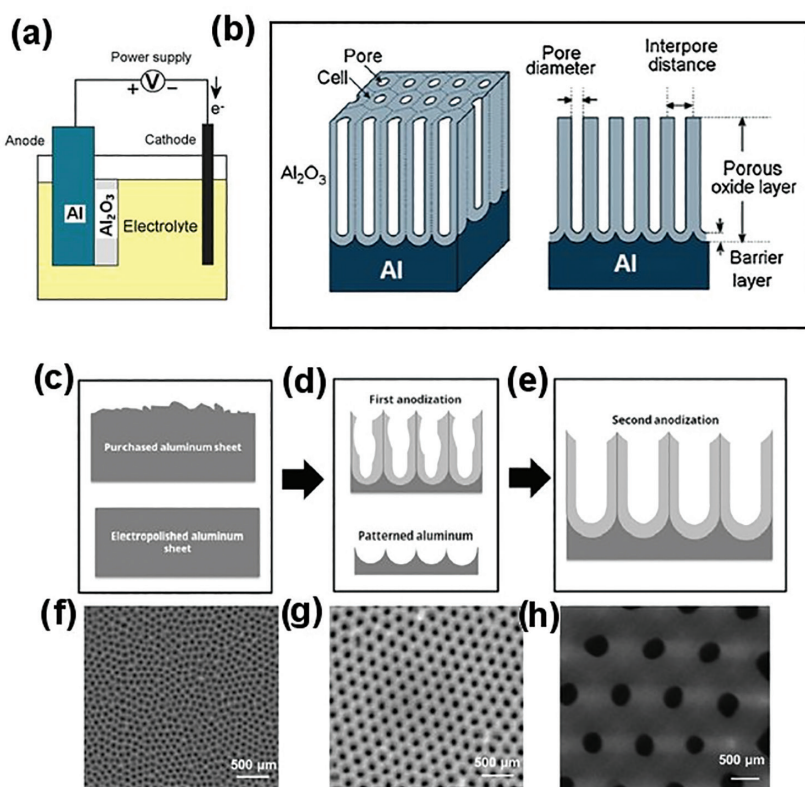 (a)
Power supply
+ V −
e-
Anode
Cathode
Al
Al₂O₃
Electrolyte
(b)
Pore
Cell
Al₂O₃
Al
Pore
diameter
Interpore
distance
Porous
oxide layer
Barrier
layer
Al
(c)
Purchased aluminum sheet
Electropolished aluminum
sheet
(d)
First anodization
Patterned aluminum
(e)
Second anodization
(f)
500 µm
(g)
500 µm
(h)
500 µm